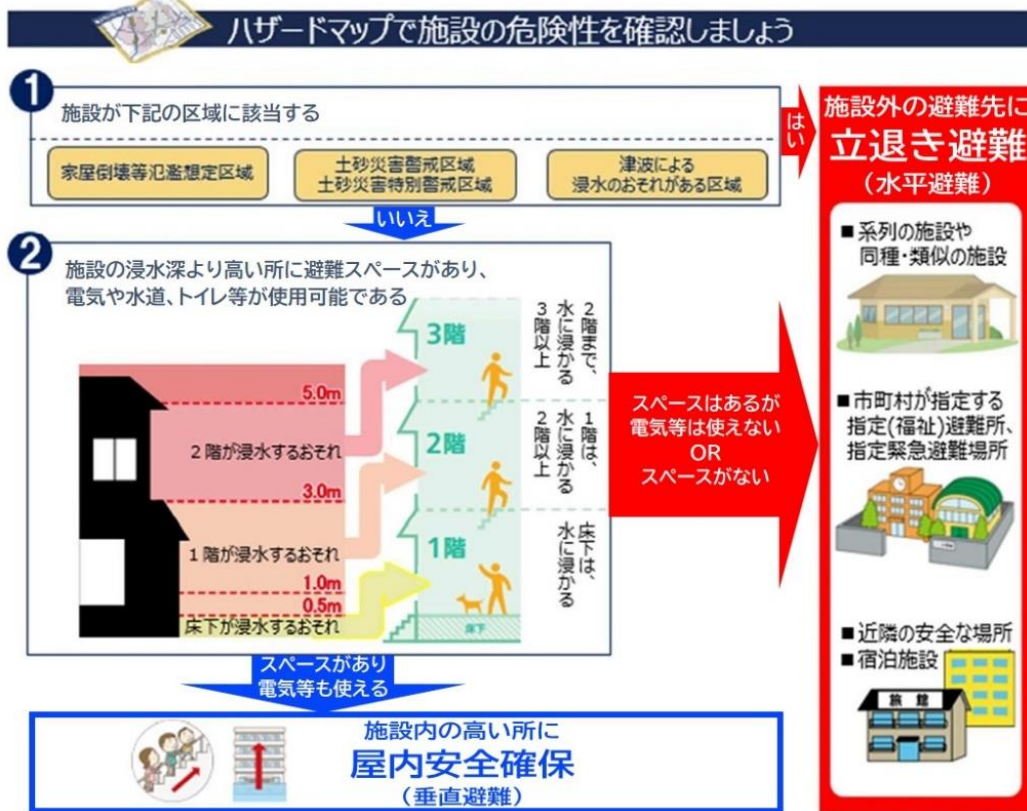 ハザードマップで施設の危険性を確認しましょう
1
施設が下記の区域に該当する
家屋倒壊等氾濫想定区域
土砂災害警戒区域
土砂災害特別警戒区域
津波による
浸水のおそれがある区域
はい
いいえ
2
施設の浸水深より高い所に避難スペースがあり、
電気や水道、トイレ等が使用可能である
5.0m
2階が浸水するおそれ
3.0m
1階が浸水するおそれ
1.0m
0.5m
床下が浸水するおそれ
3階
2階
1階
床下
2階まで、
水に浸かる
3階以上
1階は、
水に浸かる
2階以上
床下は、
水に浸かる
スペースはあるが
電気等は使えない
OR
スペースがない
スペースがあり
電気等も使える
施設内の高い所に
屋内安全確保
(垂直避難)
施設外の避難先に
立退き避難
(水平避難)
■系列の施設や
同種・類似の施設
■市町村が指定する
指定(福祉)避難所、
指定緊急避難場所
■近隣の安全な場所
■宿泊施設
旅館